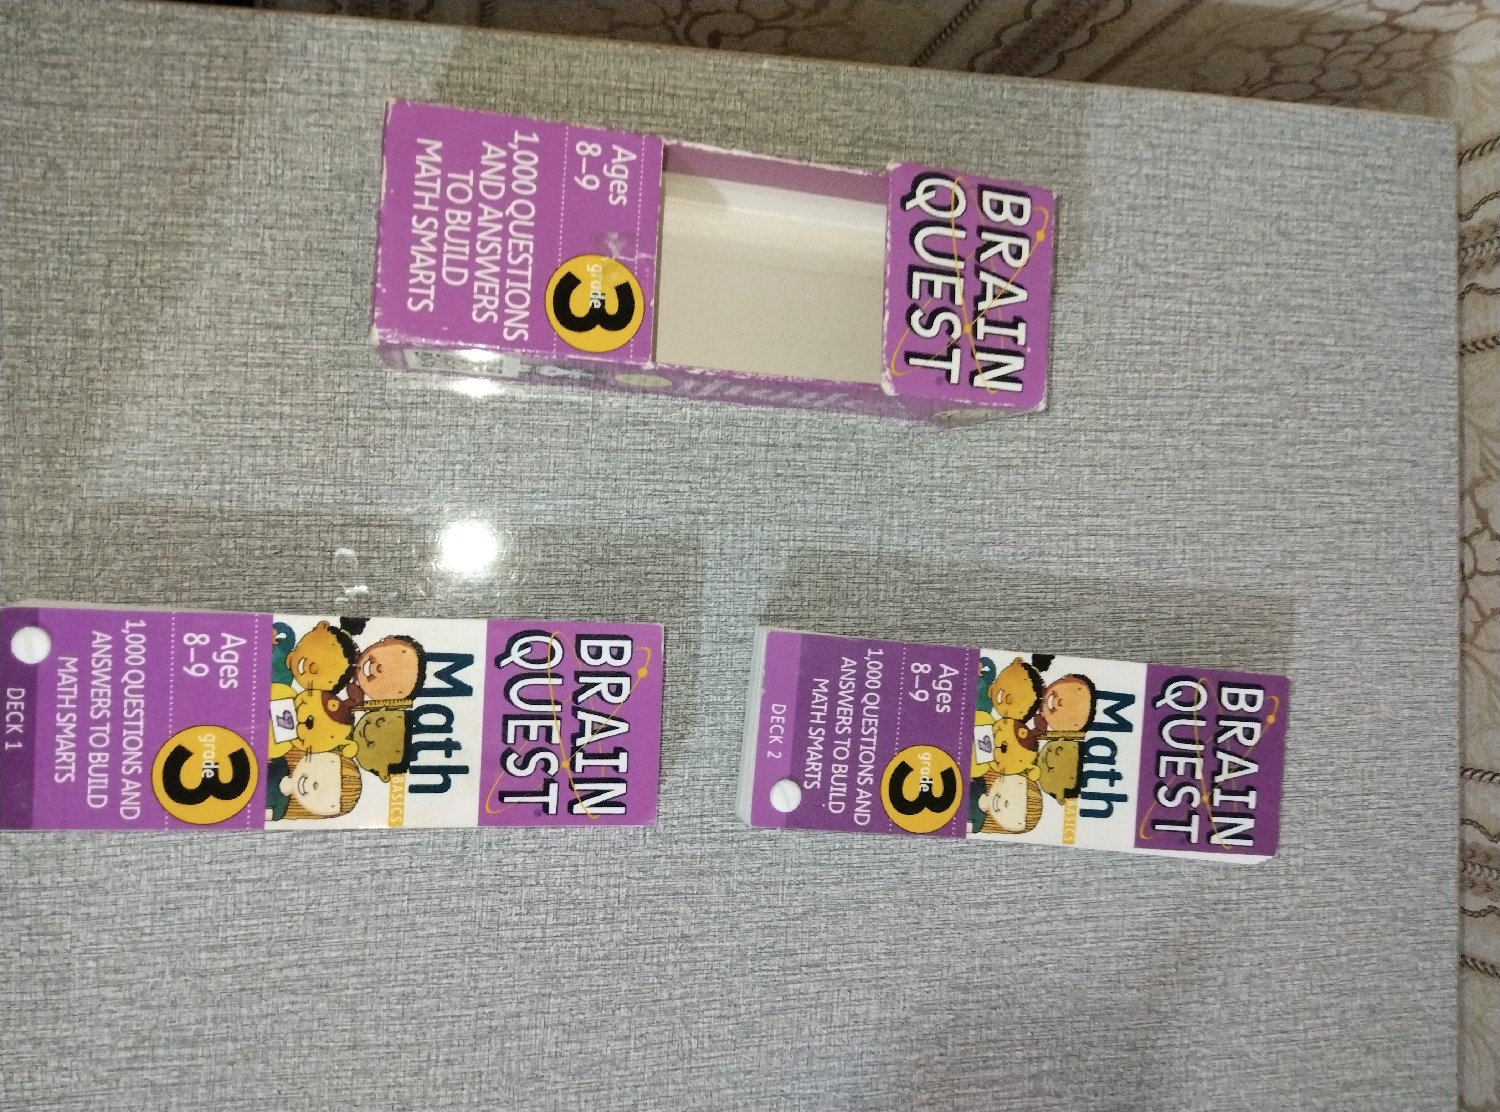 BRAIN
QUEST
Ages
8–9
grade
3
1,000 QUESTIONS
AND ANSWERS
TO BUILD
MATH SMARTS
BRAIN
QUEST
Math
BASICS
Ages
8–9
grade
3
1,000 QUESTIONS AND
ANSWERS TO BUILD
MATH SMARTS
DECK 1
BRAIN
QUEST
Math
BASICS
Ages
8–9
grade
3
1,000 QUESTIONS AND
ANSWERS TO BUILD
MATH SMARTS
DECK 2